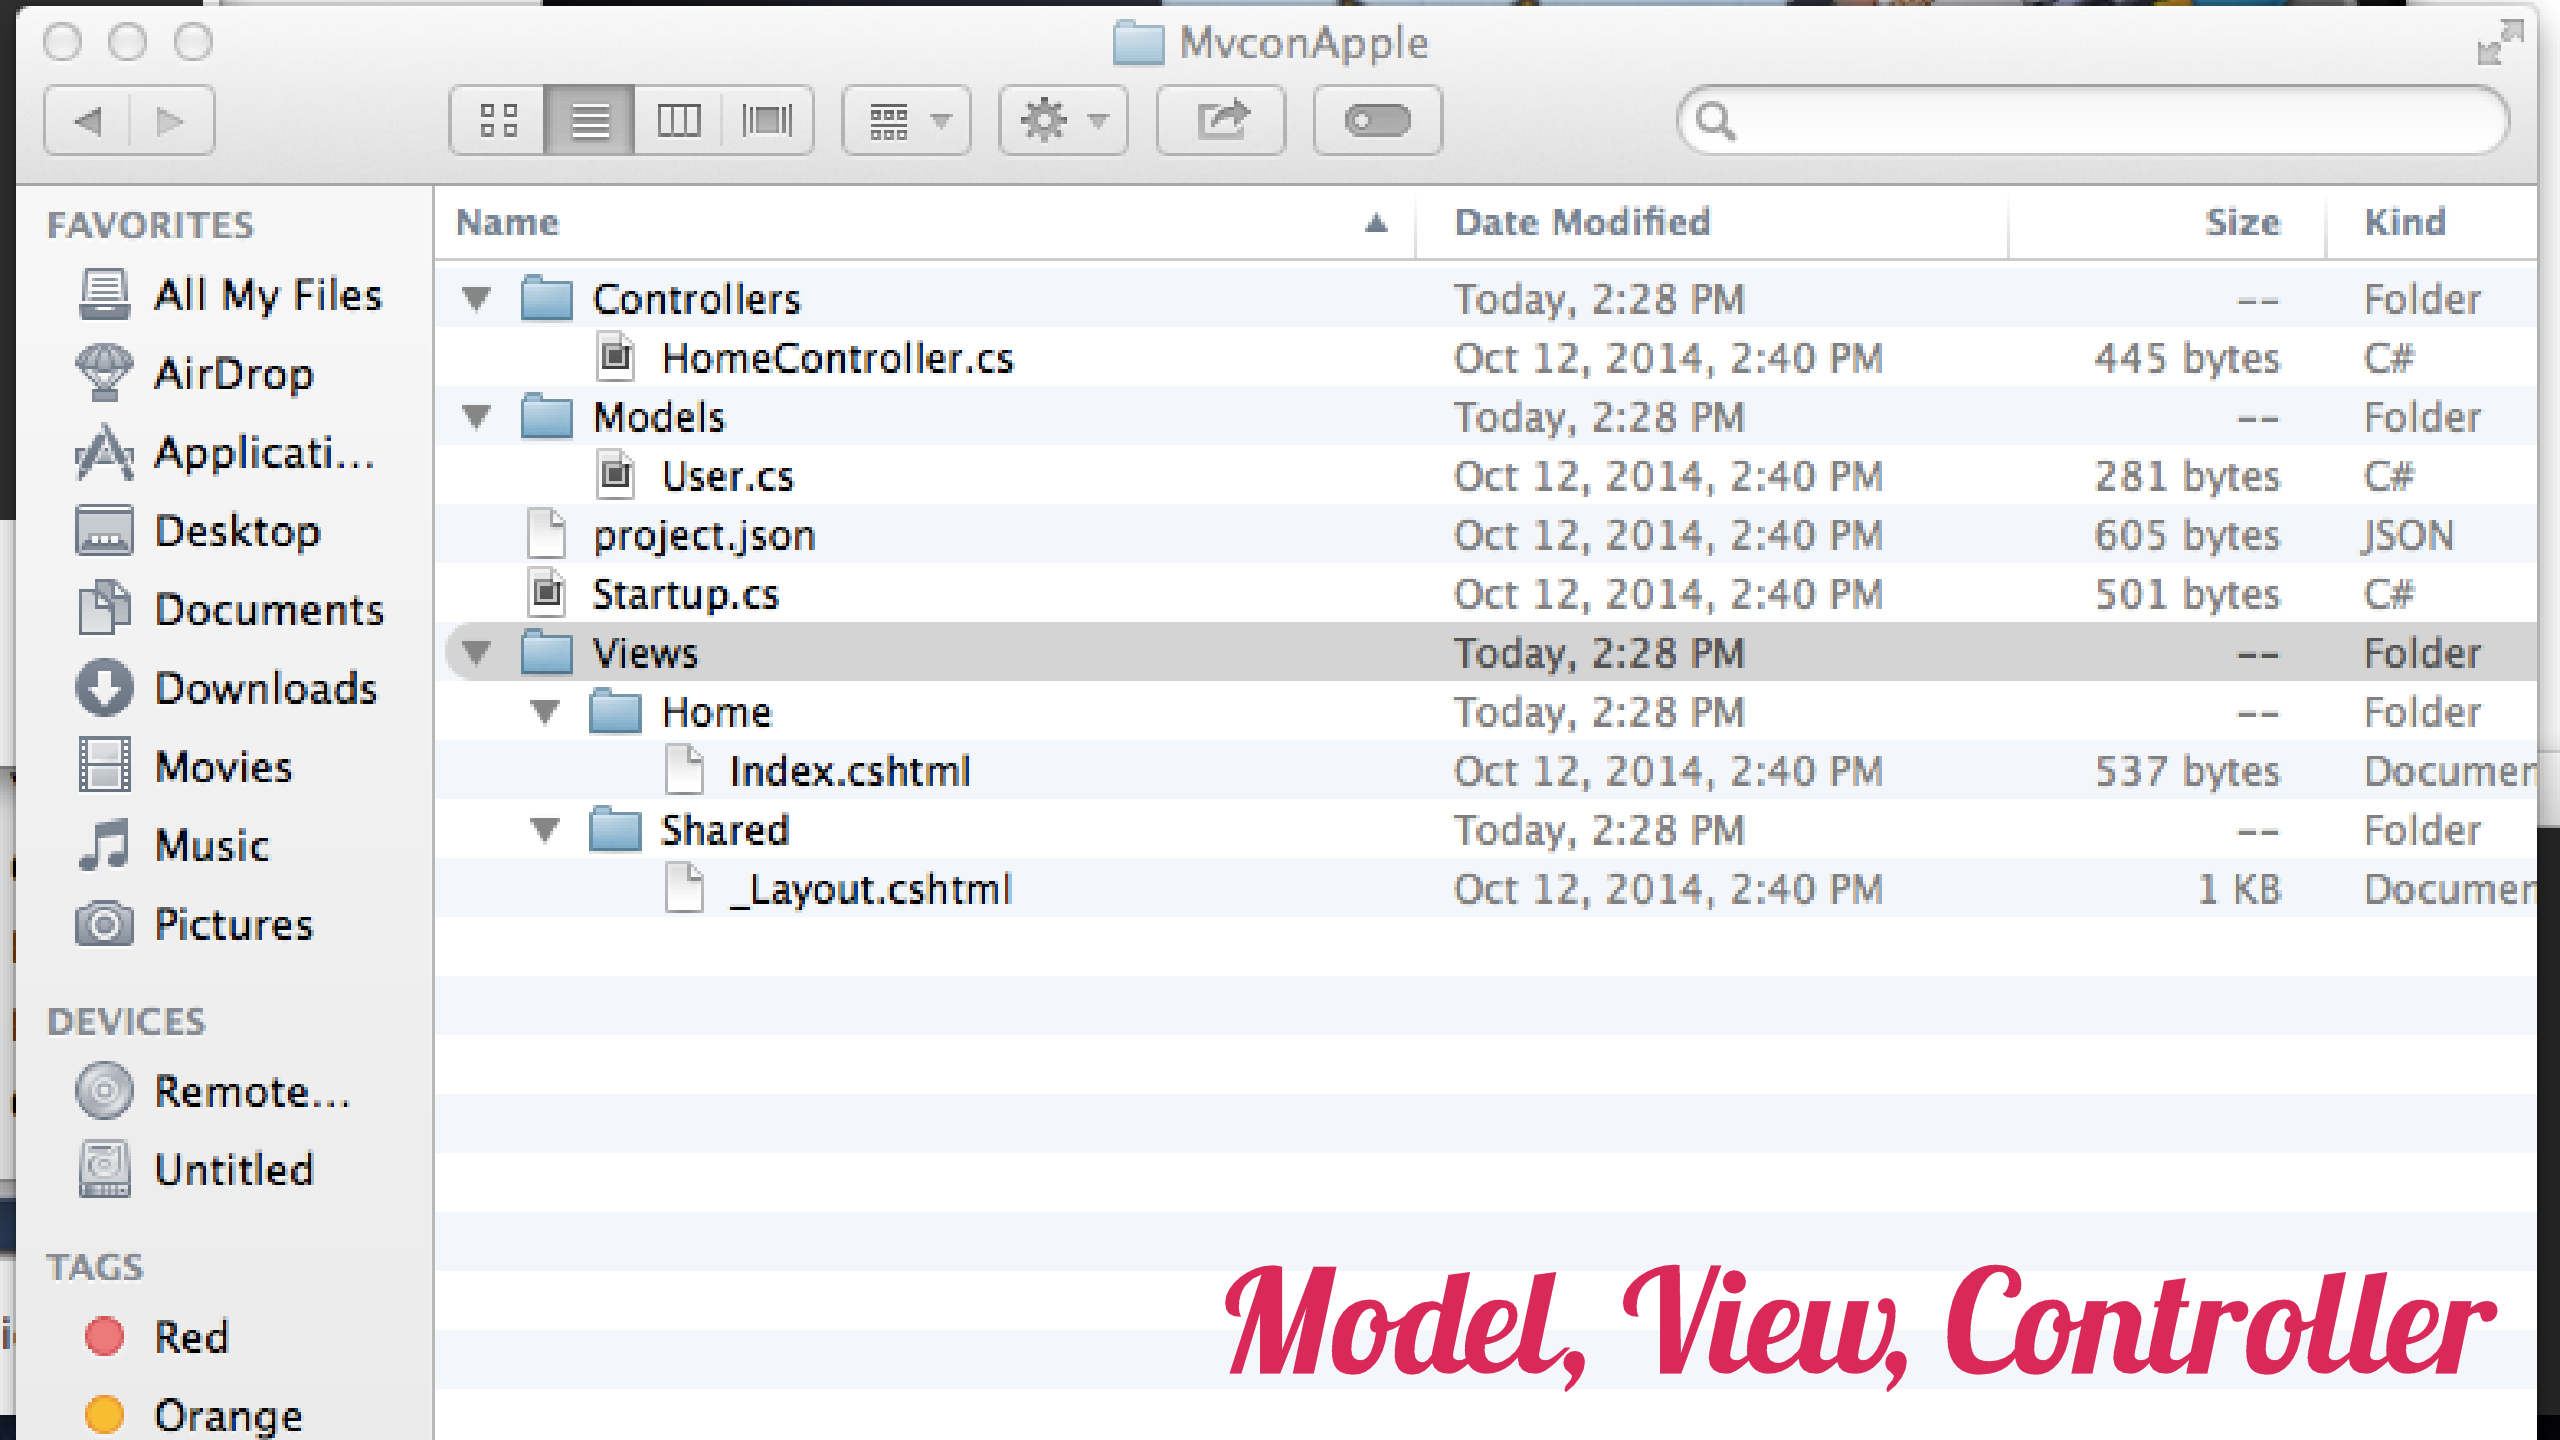 MvconApple
FAVORITES
All My Files
AirDrop
Applicati...
Desktop
Documents
Downloads
Movies
Music
Pictures
DEVICES
Remote...
Untitled
TAGS
Red
Orange
Name Date Modified Size Kind
Controllers Today, 2:28 PM -- Folder
HomeController.cs Oct 12, 2014, 2:40 PM 445 bytes C#
Models Today, 2:28 PM -- Folder
User.cs Oct 12, 2014, 2:40 PM 281 bytes C#
project.json Oct 12, 2014, 2:40 PM 605 bytes JSON
Startup.cs Oct 12, 2014, 2:40 PM 501 bytes C#
Views Today, 2:28 PM -- Folder
Home Today, 2:28 PM -- Folder
Index.cshtml Oct 12, 2014, 2:40 PM 537 bytes Documen
Shared Today, 2:28 PM -- Folder
_Layout.cshtml Oct 12, 2014, 2:40 PM 1 KB Documen
Model, View, Controller